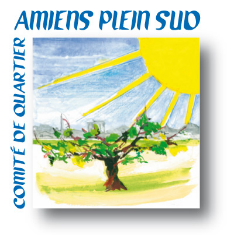 AMIENS PLEIN SUD
COMITÉ DE QUARTIER